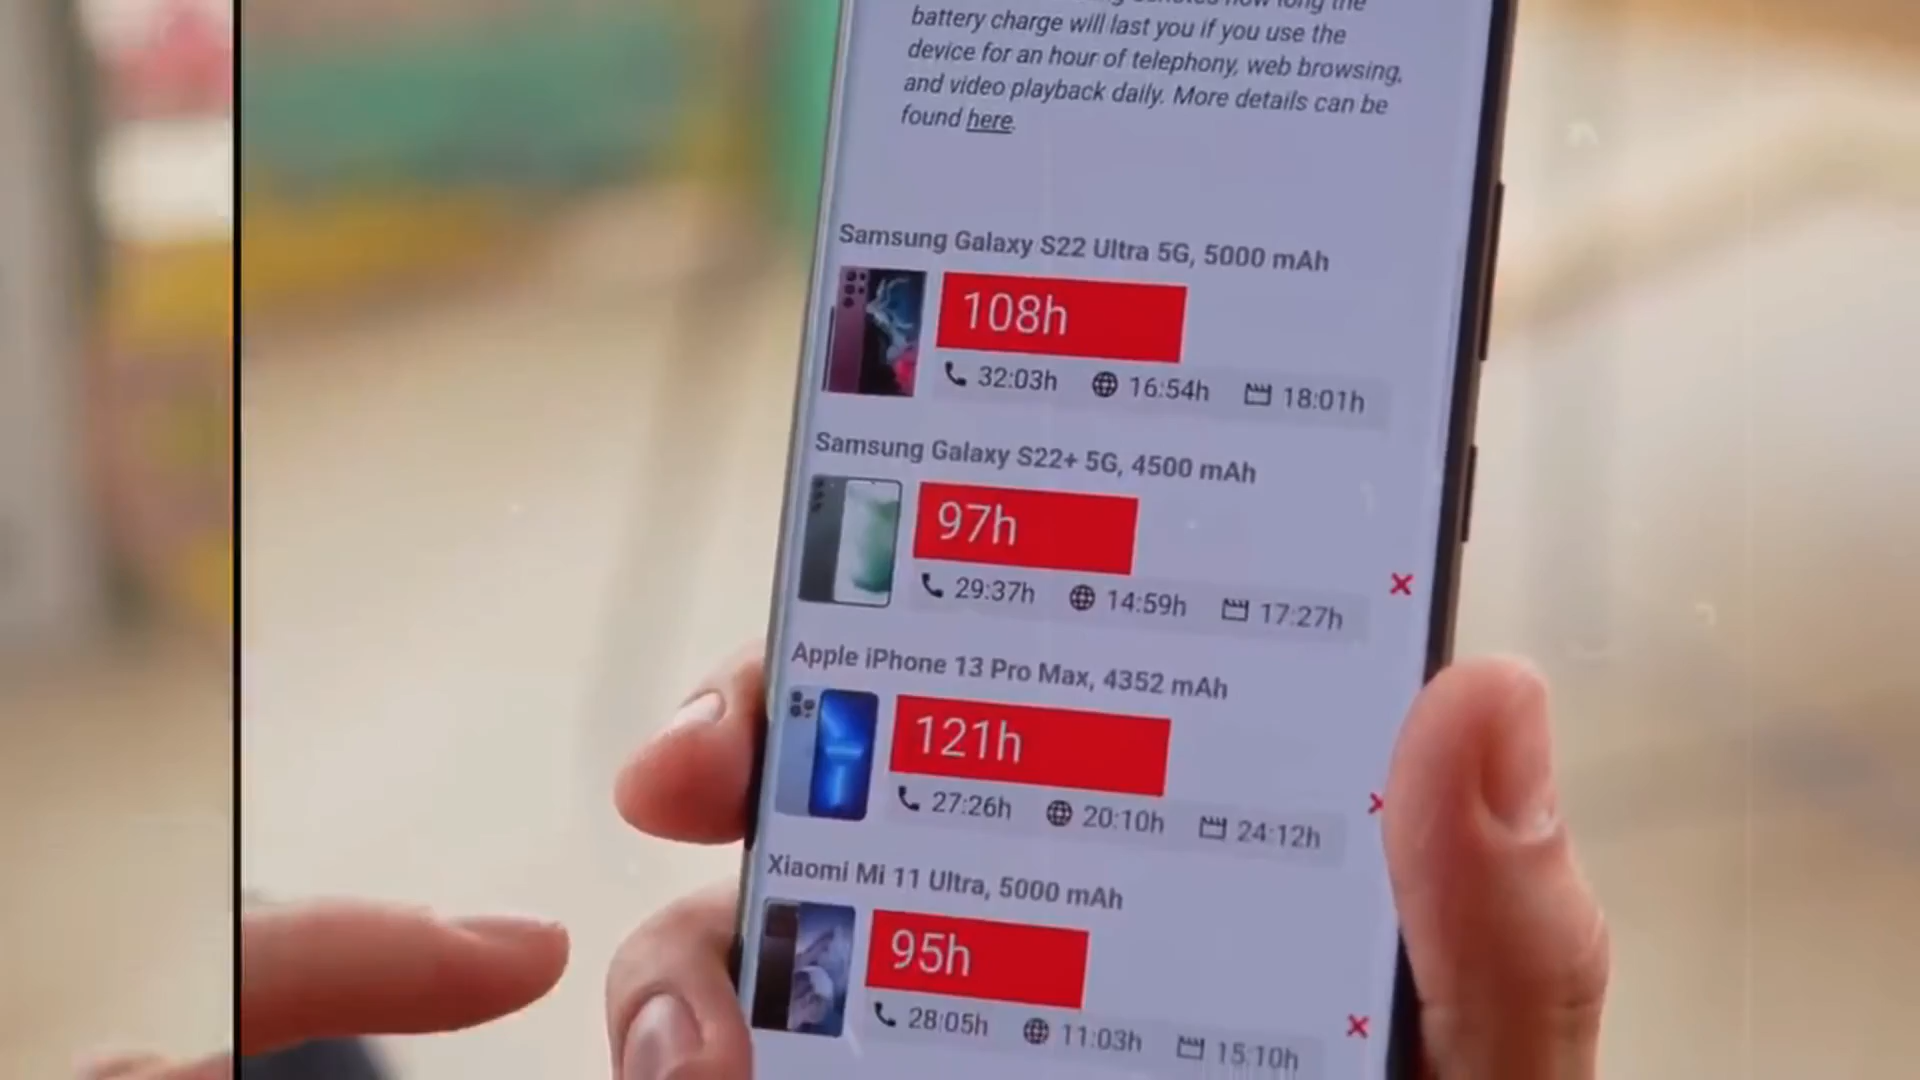 how long the
battery charge will last you if you use the
device for an hour of telephony, web browsing,
and video playback daily. More details can be
found here.
Samsung Galaxy S22 Ultra 5G, 5000 mAh
108h
32:03h 16:54h 18:01h
Samsung Galaxy S22+ 5G, 4500 mAh
97h
29:37h 14:59h 17:27h
Apple iPhone 13 Pro Max, 4352 mAh
121h
27:26h 20:10h 24:12h
Xiaomi Mi 11 Ultra, 5000 mAh
95h
28:05h 11:03h 15:10h